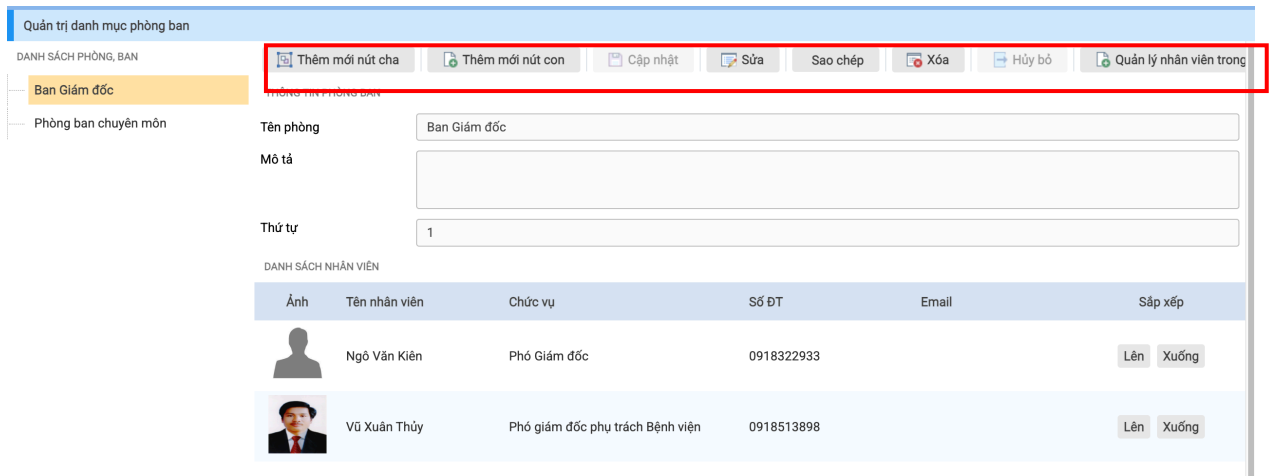 Quản trị danh mục phòng ban
DANH SÁCH PHÒNG, BAN
Ban Giám đốc
Phòng ban chuyên môn
Thêm mới nút cha Thêm mới nút con Cập nhật Sửa Sao chép Xóa Hủy bỏ Quản lý nhân viên trong
THÔNG TIN PHÒNG BAN
Tên phòng Ban Giám đốc
Mô tả
Thứ tự 1
DANH SÁCH NHÂN VIÊN
Ảnh Tên nhân viên Chức vụ Số ĐT Email Sắp xếp
Ngô Văn Kiên Phó Giám đốc 0918322933 Lên Xuống
Vũ Xuân Thủy Phó giám đốc phụ trách Bệnh viện 0918513898 Lên Xuống